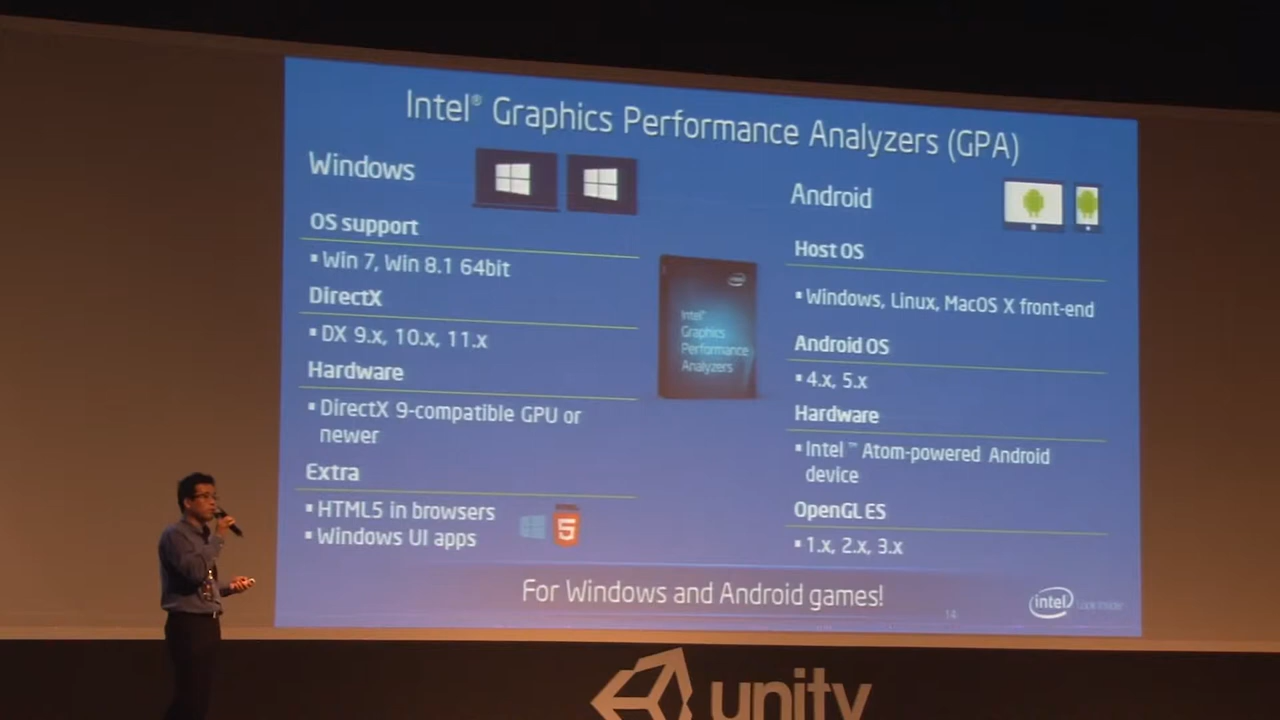 Intel® Graphics Performance Analyzers (GPA)
Windows
OS support
▪ Win 7, Win 8.1 64bit
DirectX
▪ DX 9.x, 10.x, 11.x
Hardware
▪ DirectX 9-compatible GPU or
newer
Extra
▪ HTML5 in browsers
▪ Windows UI apps
5
intel
Intel®
Graphics
Performance
Analyzers
Android
Host OS
▪ Windows, Linux, MacOS X front-end
Android OS
▪ 4.x, 5.x
Hardware
▪ Intel™ Atom-powered Android
device
OpenGL ES
▪ 1.x, 2.x, 3.x
For Windows and Android games!
14
intel
unity